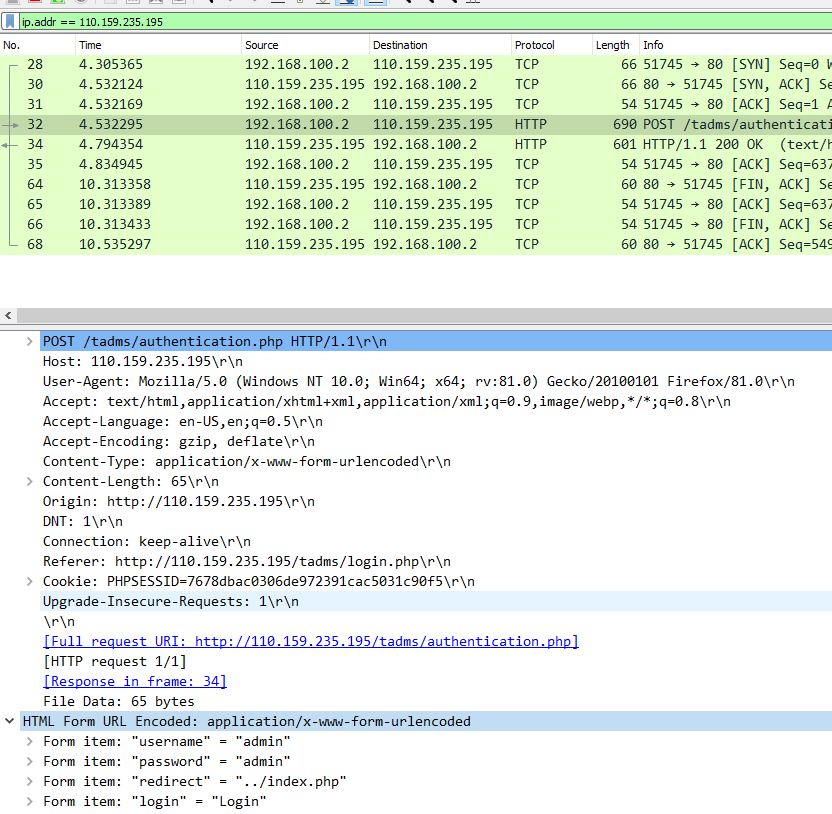 ip.addr == 110.159.235.195
No. Time Source Destination Protocol Length Info
28 4.305365 192.168.100.2 110.159.235.195 TCP 66 51745 → 80 [SYN] Seq=0 W
30 4.532124 110.159.235.195 192.168.100.2 TCP 66 80 → 51745 [SYN, ACK] Se
31 4.532169 192.168.100.2 110.159.235.195 TCP 54 51745 → 80 [ACK] Seq=1 A
32 4.532295 192.168.100.2 110.159.235.195 HTTP 690 POST /tadms/authenticati
34 4.794354 110.159.235.195 192.168.100.2 HTTP 601 HTTP/1.1 200 OK (text/h
35 4.834945 192.168.100.2 110.159.235.195 TCP 54 51745 → 80 [ACK] Seq=637
64 10.313358 110.159.235.195 192.168.100.2 TCP 60 80 → 51745 [FIN, ACK] Se
65 10.313389 192.168.100.2 110.159.235.195 TCP 54 51745 → 80 [ACK] Seq=637
66 10.313433 192.168.100.2 110.159.235.195 TCP 54 51745 → 80 [FIN, ACK] Se
68 10.535297 110.159.235.195 192.168.100.2 TCP 60 80 → 51745 [ACK] Seq=549
POST /tadms/authentication.php HTTP/1.1\r\n
Host: 110.159.235.195\r\n
User-Agent: Mozilla/5.0 (Windows NT 10.0; Win64; x64; rv:81.0) Gecko/20100101 Firefox/81.0\r\n
Accept: text/html,application/xhtml+xml,application/xml;q=0.9,image/webp,*/*;q=0.8\r\n
Accept-Language: en-US,en;q=0.5\r\n
Accept-Encoding: gzip, deflate\r\n
Content-Type: application/x-www-form-urlencoded\r\n
Content-Length: 65\r\n
Origin: http://110.159.235.195\r\n
DNT: 1\r\n
Connection: keep-alive\r\n
Referer: http://110.159.235.195/tadms/login.php\r\n
Cookie: PHPSESSID=7678dbac0306de972391cac5031c90f5\r\n
Upgrade-Insecure-Requests: 1\r\n
\r\n
[Full request URI: http://110.159.235.195/tadms/authentication.php]
[HTTP request 1/1]
[Response in frame: 34]
File Data: 65 bytes
HTML Form URL Encoded: application/x-www-form-urlencoded
Form item: "username" = "admin"
Form item: "password" = "admin"
Form item: "redirect" = "../index.php"
Form item: "login" = "Login"